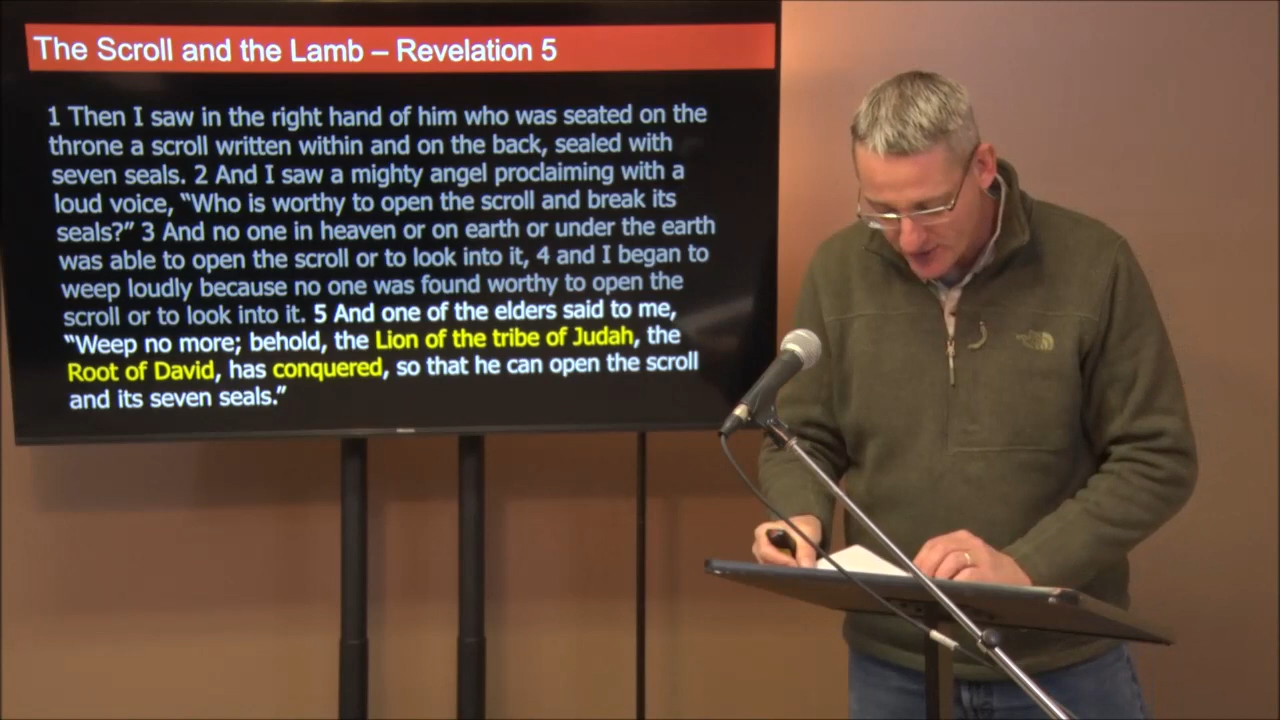 The Scroll and the Lamb – Revelation 5
1 Then I saw in the right hand of him who was seated on the
throne a scroll written within and on the back, sealed with
seven seals. 2 And I saw a mighty angel proclaiming with a
loud voice, “Who is worthy to open the scroll and break its
seals?” 3 And no one in heaven or on earth or under the earth
was able to open the scroll or to look into it, 4 and I began to
weep loudly because no one was found worthy to open the
scroll or to look into it. 5 And one of the elders said to me,
“Weep no more; behold, the Lion of the tribe of Judah, the
Root of David, has conquered, so that he can open the scroll
and its seven seals.”